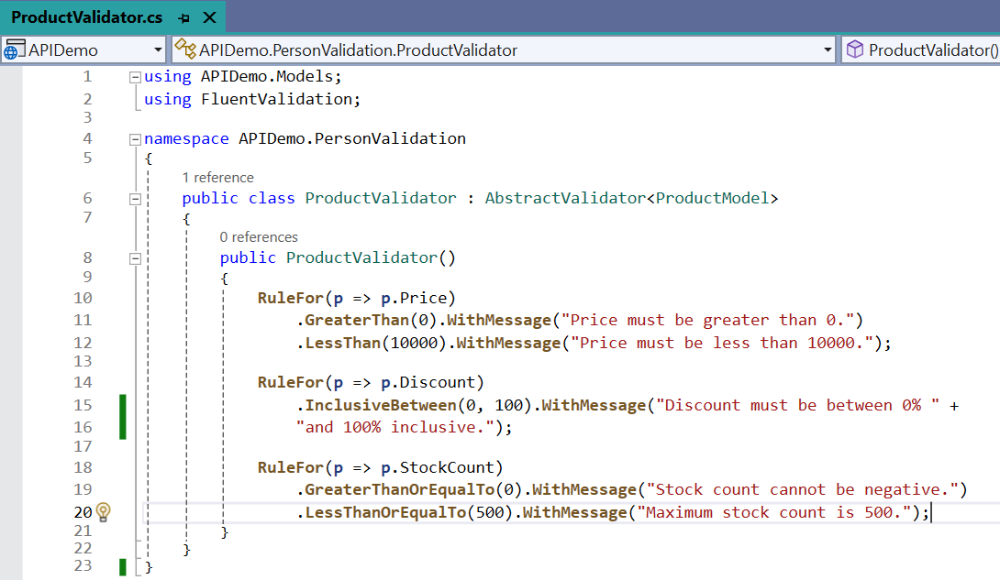 ProductValidator.cs
APIDemo APIDemo.PersonValidation.ProductValidator ProductValidator()
1 using APIDemo.Models;
2 using FluentValidation;
3
4 namespace APIDemo.PersonValidation
5 {
1 reference
6 public class ProductValidator : AbstractValidator<ProductModel>
7 {
0 references
8 public ProductValidator()
9 {
10 RuleFor(p => p.Price)
11 .GreaterThan(0).WithMessage("Price must be greater than 0.")
12 .LessThan(10000).WithMessage("Price must be less than 10000.");
13
14 RuleFor(p => p.Discount)
15 .InclusiveBetween(0, 100).WithMessage("Discount must be between 0% " +
16 "and 100% inclusive.");
17
18 RuleFor(p => p.StockCount)
19 .GreaterThanOrEqualTo(0).WithMessage("Stock count cannot be negative.")
20 .LessThanOrEqualTo(500).WithMessage("Maximum stock count is 500.");
21 }
22 }
23 }